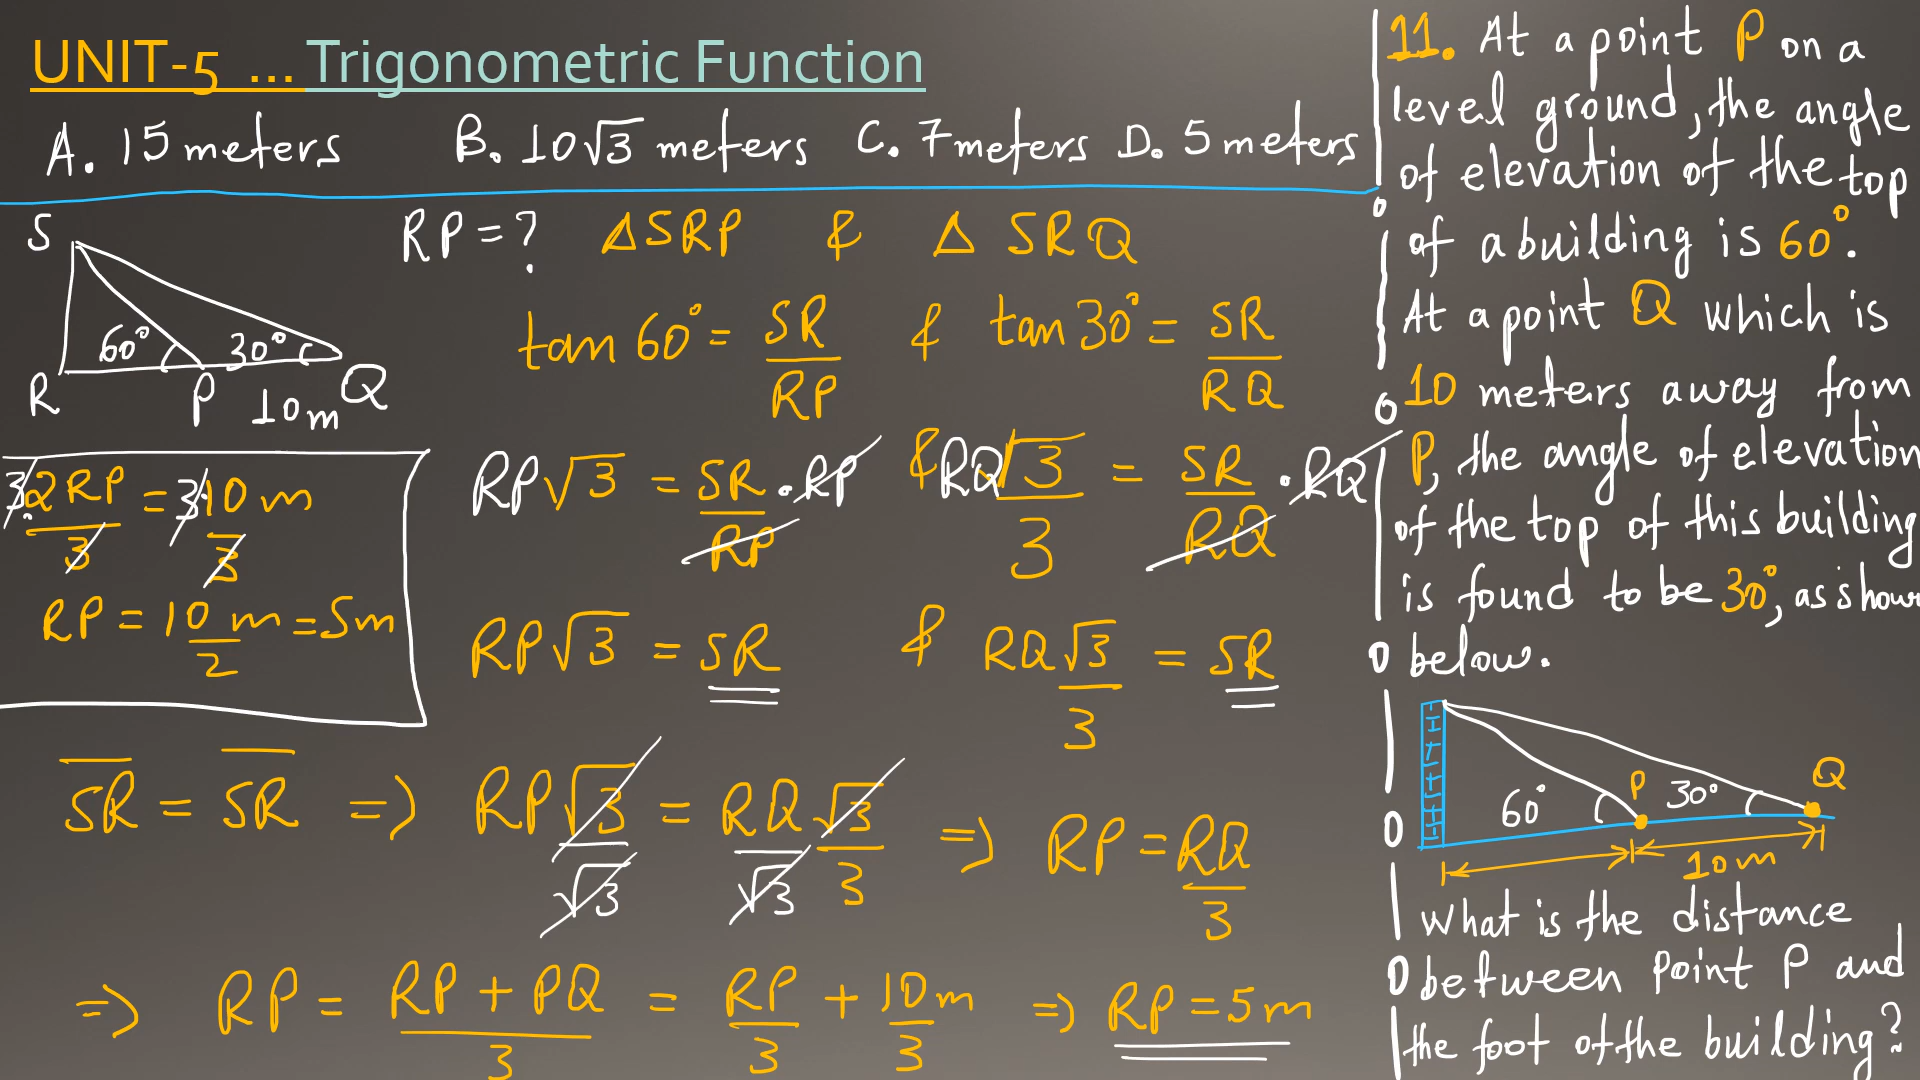 UNIT-5 ... Trigonometric Function
A. 15 meters B. 10√3 meters C. 7 meters D. 5 meters
S
60° 30°
R P 10m Q
RP = ? ΔSRP & Δ SRQ
tan 60° = SR/RP & tan 30° = SR/RQ
RP√3 = SR/RP · RP & RQ√3/3 = SR/RQ · RQ
RP√3 = SR & RQ√3/3 = SR
3·2RP/3 = 3·10m/3
RP = 10m/2 = 5m
SR = SR => RP√3/√3 = RQ√3/√3 3 => RP = RQ/3
=> RP = RP + PQ/3 = RP/3 + 10m/3 => RP = 5m
11. At a point P on a
level ground, the angle
of elevation of the top
of a building is 60°.
At a point Q which is
10 meters away from
P, the angle of elevation
of the top of this building
is found to be 30°, as shown
below.
60° P 30° Q
10m
What is the distance
between point P and
the foot of the building?